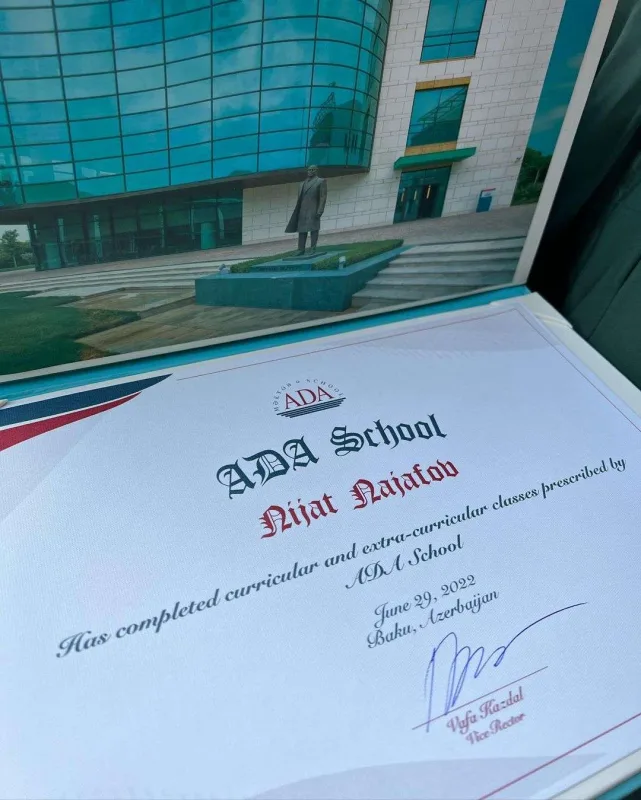 ADA
ADA School
Nijat Najafov
Has completed curricular and extra-curricular classes prescribed by
ADA School
June 29, 2022
Baku, Azerbaijan
Vafa Kazdal
Vice Rector